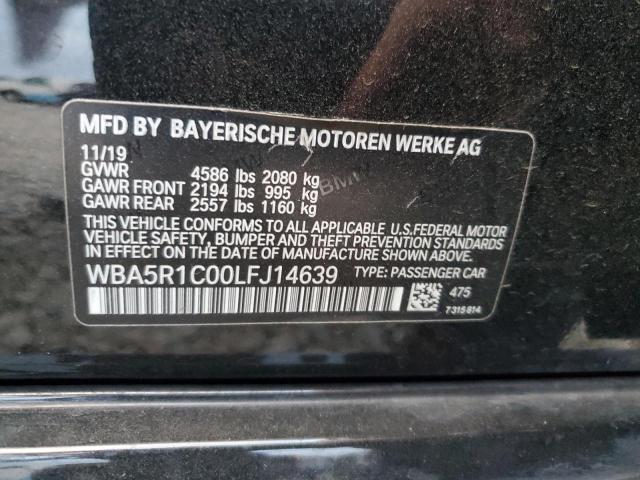 MFD BY BAYERISCHE MOTOREN WERKE AG
11/19
GVWR 4586 lbs 2080 kg
GAWR FRONT 2194 lbs 995 kg
GAWR REAR 2557 lbs 1160 kg
THIS VEHICLE CONFORMS TO ALL APPLICABLE U.S.FEDERAL MOTOR
VEHICLE SAFETY, BUMPER AND THEFT PREVENTION STANDARDS IN
EFFECT ON THE DATE OF MANUFACTURE SHOWN ABOVE.
WBA5R1C00LFJ14639 TYPE: PASSENGER CAR
475
7315814
BMW